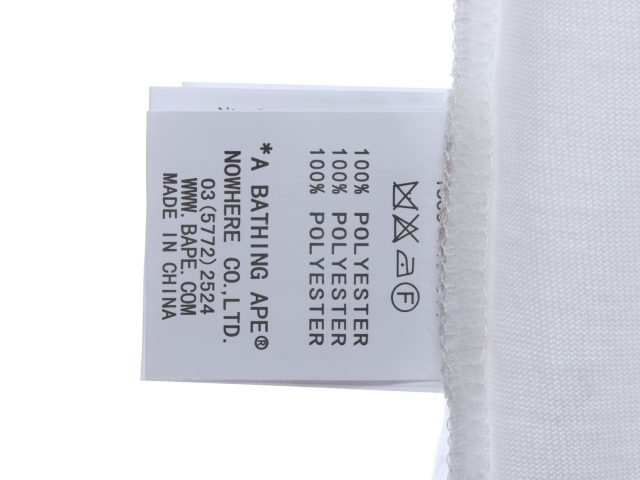 100% POLYESTER
100% POLYESTER
100% POLYESTER
*A BATHING APE®
NOWHERE CO.,LTD.
03(5772)2524
WWW.BAPE.COM
MADE IN CHINA
F